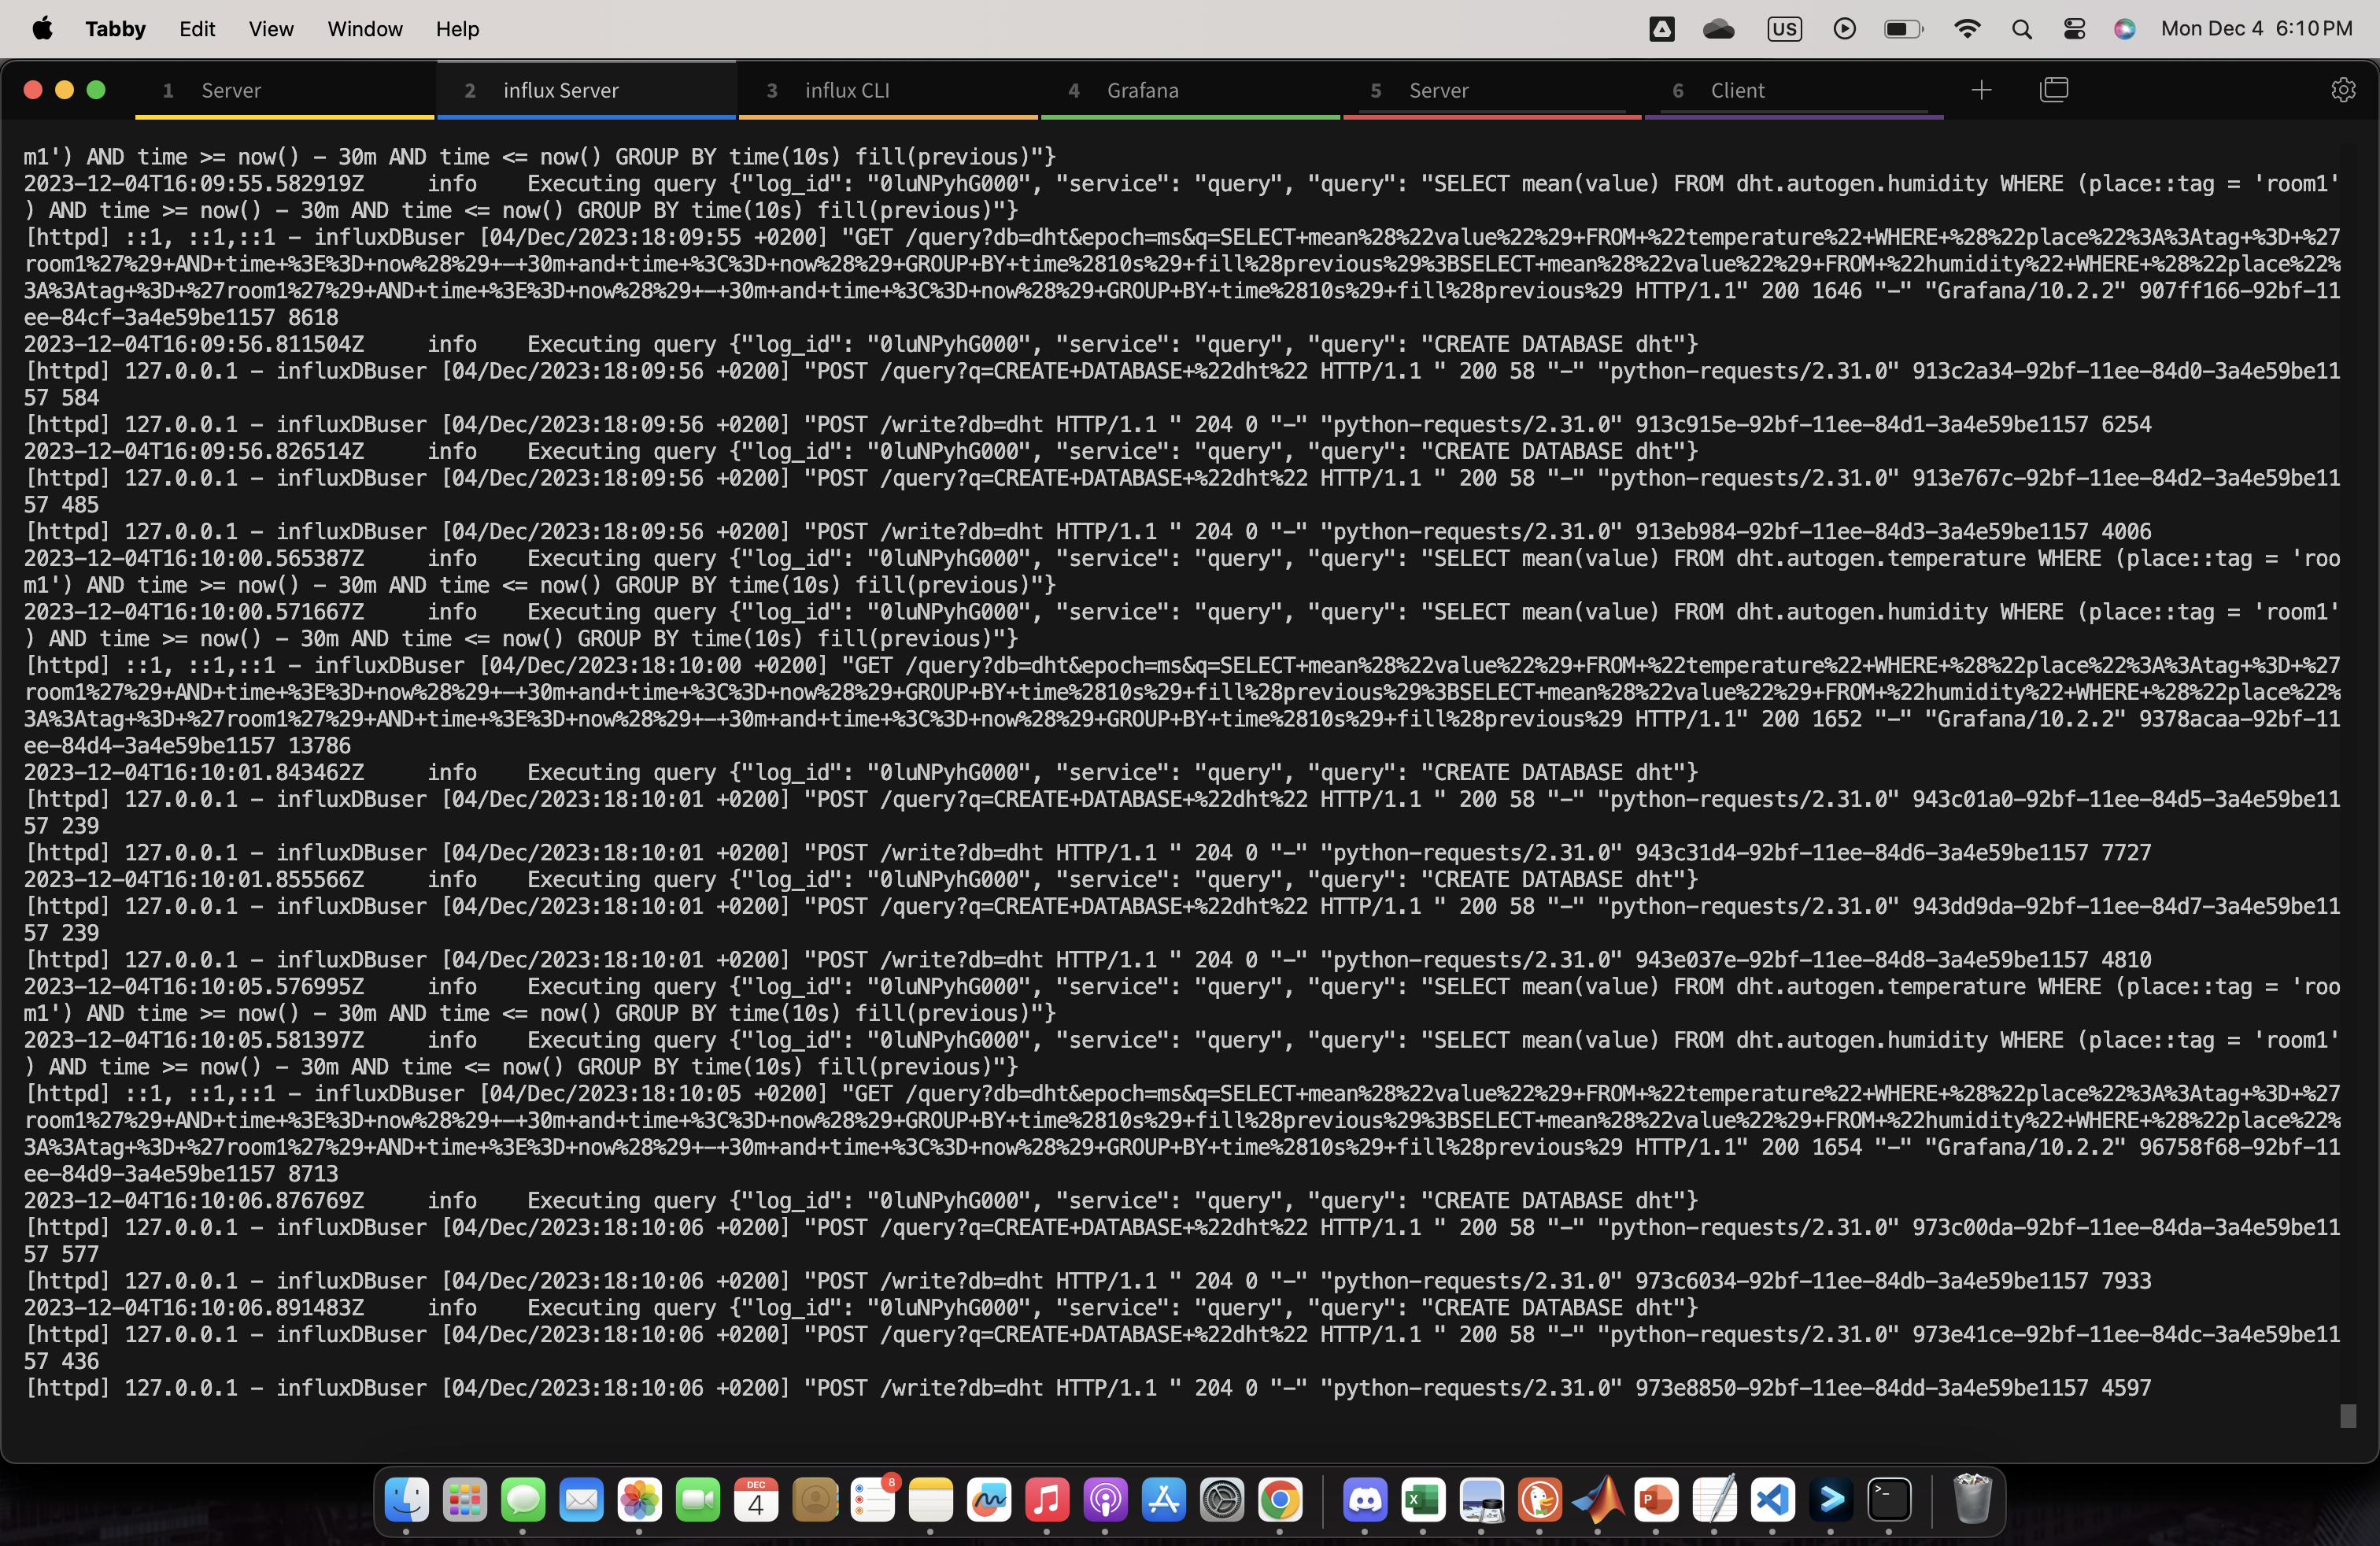 Tabby Edit View Window Help US Mon Dec 4 6:10 PM
1 Server 2 influx Server 3 influx CLI 4 Grafana 5 Server 6 Client
m1') AND time >= now() - 30m AND time <= now() GROUP BY time(10s) fill(previous)"}
2023-12-04T16:09:55.582919Z info Executing query {"log_id": "0luNPyhG000", "service": "query", "query": "SELECT mean(value) FROM dht.autogen.humidity WHERE (place::tag = 'room1'
) AND time >= now() - 30m AND time <= now() GROUP BY time(10s) fill(previous)"}
[httpd] ::1, ::1,::1 - influxDBuser [04/Dec/2023:18:09:55 +0200] "GET /query?db=dht&epoch=ms&q=SELECT+mean%28%22value%22%29+FROM+%22temperature%22+WHERE+%28%22place%22%3A%3Atag+%3D+%27
room1%27%29+AND+time+%3E%3D+now%28%29+-+30m+and+time+%3C%3D+now%28%29+GROUP+BY+time%2810s%29+fill%28previous%29%3BSELECT+mean%28%22value%22%29+FROM+%22humidity%22+WHERE+%28%22place%22%
3A%3Atag+%3D+%27room1%27%29+AND+time+%3E%3D+now%28%29+-+30m+and+time+%3C%3D+now%28%29+GROUP+BY+time%2810s%29+fill%28previous%29 HTTP/1.1" 200 1646 "-" "Grafana/10.2.2" 907ff166-92bf-11
ee-84cf-3a4e59be1157 8618
2023-12-04T16:09:56.811504Z info Executing query {"log_id": "0luNPyhG000", "service": "query", "query": "CREATE DATABASE dht"}
[httpd] 127.0.0.1 - influxDBuser [04/Dec/2023:18:09:56 +0200] "POST /query?q=CREATE+DATABASE+%22dht%22 HTTP/1.1 " 200 58 "-" "python-requests/2.31.0" 913c2a34-92bf-11ee-84d0-3a4e59be11
57 584
[httpd] 127.0.0.1 - influxDBuser [04/Dec/2023:18:09:56 +0200] "POST /write?db=dht HTTP/1.1 " 204 0 "-" "python-requests/2.31.0" 913c915e-92bf-11ee-84d1-3a4e59be1157 6254
2023-12-04T16:09:56.826514Z info Executing query {"log_id": "0luNPyhG000", "service": "query", "query": "CREATE DATABASE dht"}
[httpd] 127.0.0.1 - influxDBuser [04/Dec/2023:18:09:56 +0200] "POST /query?q=CREATE+DATABASE+%22dht%22 HTTP/1.1 " 200 58 "-" "python-requests/2.31.0" 913e767c-92bf-11ee-84d2-3a4e59be11
57 485
[httpd] 127.0.0.1 - influxDBuser [04/Dec/2023:18:09:56 +0200] "POST /write?db=dht HTTP/1.1 " 204 0 "-" "python-requests/2.31.0" 913eb984-92bf-11ee-84d3-3a4e59be1157 4006
2023-12-04T16:10:00.565387Z info Executing query {"log_id": "0luNPyhG000", "service": "query", "query": "SELECT mean(value) FROM dht.autogen.temperature WHERE (place::tag = 'roo
m1') AND time >= now() - 30m AND time <= now() GROUP BY time(10s) fill(previous)"}
2023-12-04T16:10:00.571667Z info Executing query {"log_id": "0luNPyhG000", "service": "query", "query": "SELECT mean(value) FROM dht.autogen.humidity WHERE (place::tag = 'room1'
) AND time >= now() - 30m AND time <= now() GROUP BY time(10s) fill(previous)"}
[httpd] ::1, ::1,::1 - influxDBuser [04/Dec/2023:18:10:00 +0200] "GET /query?db=dht&epoch=ms&q=SELECT+mean%28%22value%22%29+FROM+%22temperature%22+WHERE+%28%22place%22%3A%3Atag+%3D+%27
room1%27%29+AND+time+%3E%3D+now%28%29+-+30m+and+time+%3C%3D+now%28%29+GROUP+BY+time%2810s%29+fill%28previous%29%3BSELECT+mean%28%22value%22%29+FROM+%22humidity%22+WHERE+%28%22place%22%
3A%3Atag+%3D+%27room1%27%29+AND+time+%3E%3D+now%28%29+-+30m+and+time+%3C%3D+now%28%29+GROUP+BY+time%2810s%29+fill%28previous%29 HTTP/1.1" 200 1652 "-" "Grafana/10.2.2" 9378acaa-92bf-11
ee-84d4-3a4e59be1157 13786
2023-12-04T16:10:01.843462Z info Executing query {"log_id": "0luNPyhG000", "service": "query", "query": "CREATE DATABASE dht"}
[httpd] 127.0.0.1 - influxDBuser [04/Dec/2023:18:10:01 +0200] "POST /query?q=CREATE+DATABASE+%22dht%22 HTTP/1.1 " 200 58 "-" "python-requests/2.31.0" 943c01a0-92bf-11ee-84d5-3a4e59be11
57 239
[httpd] 127.0.0.1 - influxDBuser [04/Dec/2023:18:10:01 +0200] "POST /write?db=dht HTTP/1.1 " 204 0 "-" "python-requests/2.31.0" 943c31d4-92bf-11ee-84d6-3a4e59be1157 7727
2023-12-04T16:10:01.855566Z info Executing query {"log_id": "0luNPyhG000", "service": "query", "query": "CREATE DATABASE dht"}
[httpd] 127.0.0.1 - influxDBuser [04/Dec/2023:18:10:01 +0200] "POST /query?q=CREATE+DATABASE+%22dht%22 HTTP/1.1 " 200 58 "-" "python-requests/2.31.0" 943dd9da-92bf-11ee-84d7-3a4e59be11
57 239
[httpd] 127.0.0.1 - influxDBuser [04/Dec/2023:18:10:01 +0200] "POST /write?db=dht HTTP/1.1 " 204 0 "-" "python-requests/2.31.0" 943e037e-92bf-11ee-84d8-3a4e59be1157 4810
2023-12-04T16:10:05.576995Z info Executing query {"log_id": "0luNPyhG000", "service": "query", "query": "SELECT mean(value) FROM dht.autogen.temperature WHERE (place::tag = 'roo
m1') AND time >= now() - 30m AND time <= now() GROUP BY time(10s) fill(previous)"}
2023-12-04T16:10:05.581397Z info Executing query {"log_id": "0luNPyhG000", "service": "query", "query": "SELECT mean(value) FROM dht.autogen.humidity WHERE (place::tag = 'room1'
) AND time >= now() - 30m AND time <= now() GROUP BY time(10s) fill(previous)"}
[httpd] ::1, ::1,::1 - influxDBuser [04/Dec/2023:18:10:05 +0200] "GET /query?db=dht&epoch=ms&q=SELECT+mean%28%22value%22%29+FROM+%22temperature%22+WHERE+%28%22place%22%3A%3Atag+%3D+%27
room1%27%29+AND+time+%3E%3D+now%28%29+-+30m+and+time+%3C%3D+now%28%29+GROUP+BY+time%2810s%29+fill%28previous%29%3BSELECT+mean%28%22value%22%29+FROM+%22humidity%22+WHERE+%28%22place%22%
3A%3Atag+%3D+%27room1%27%29+AND+time+%3E%3D+now%28%29+-+30m+and+time+%3C%3D+now%28%29+GROUP+BY+time%2810s%29+fill%28previous%29 HTTP/1.1" 200 1654 "-" "Grafana/10.2.2" 96758f68-92bf-11
ee-84d9-3a4e59be1157 8713
2023-12-04T16:10:06.876769Z info Executing query {"log_id": "0luNPyhG000", "service": "query", "query": "CREATE DATABASE dht"}
[httpd] 127.0.0.1 - influxDBuser [04/Dec/2023:18:10:06 +0200] "POST /query?q=CREATE+DATABASE+%22dht%22 HTTP/1.1 " 200 58 "-" "python-requests/2.31.0" 973c00da-92bf-11ee-84da-3a4e59be11
57 577
[httpd] 127.0.0.1 - influxDBuser [04/Dec/2023:18:10:06 +0200] "POST /write?db=dht HTTP/1.1 " 204 0 "-" "python-requests/2.31.0" 973c6034-92bf-11ee-84db-3a4e59be1157 7933
2023-12-04T16:10:06.891483Z info Executing query {"log_id": "0luNPyhG000", "service": "query", "query": "CREATE DATABASE dht"}
[httpd] 127.0.0.1 - influxDBuser [04/Dec/2023:18:10:06 +0200] "POST /query?q=CREATE+DATABASE+%22dht%22 HTTP/1.1 " 200 58 "-" "python-requests/2.31.0" 973e41ce-92bf-11ee-84dc-3a4e59be11
57 436
[httpd] 127.0.0.1 - influxDBuser [04/Dec/2023:18:10:06 +0200] "POST /write?db=dht HTTP/1.1 " 204 0 "-" "python-requests/2.31.0" 973e8850-92bf-11ee-84dd-3a4e59be1157 4597
DEC 8
4 X P >_